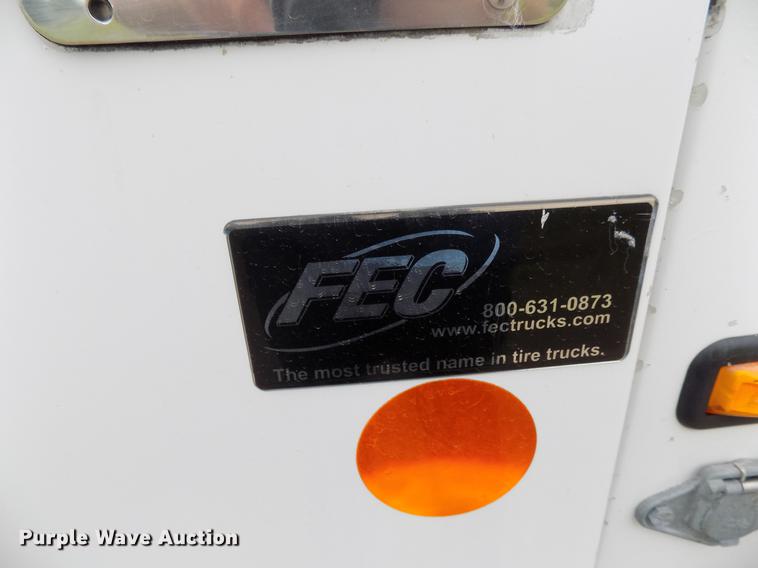 FEC
800-631-0873
www.fectrucks.com
The most trusted name in tire trucks.
Purple Wave Auction